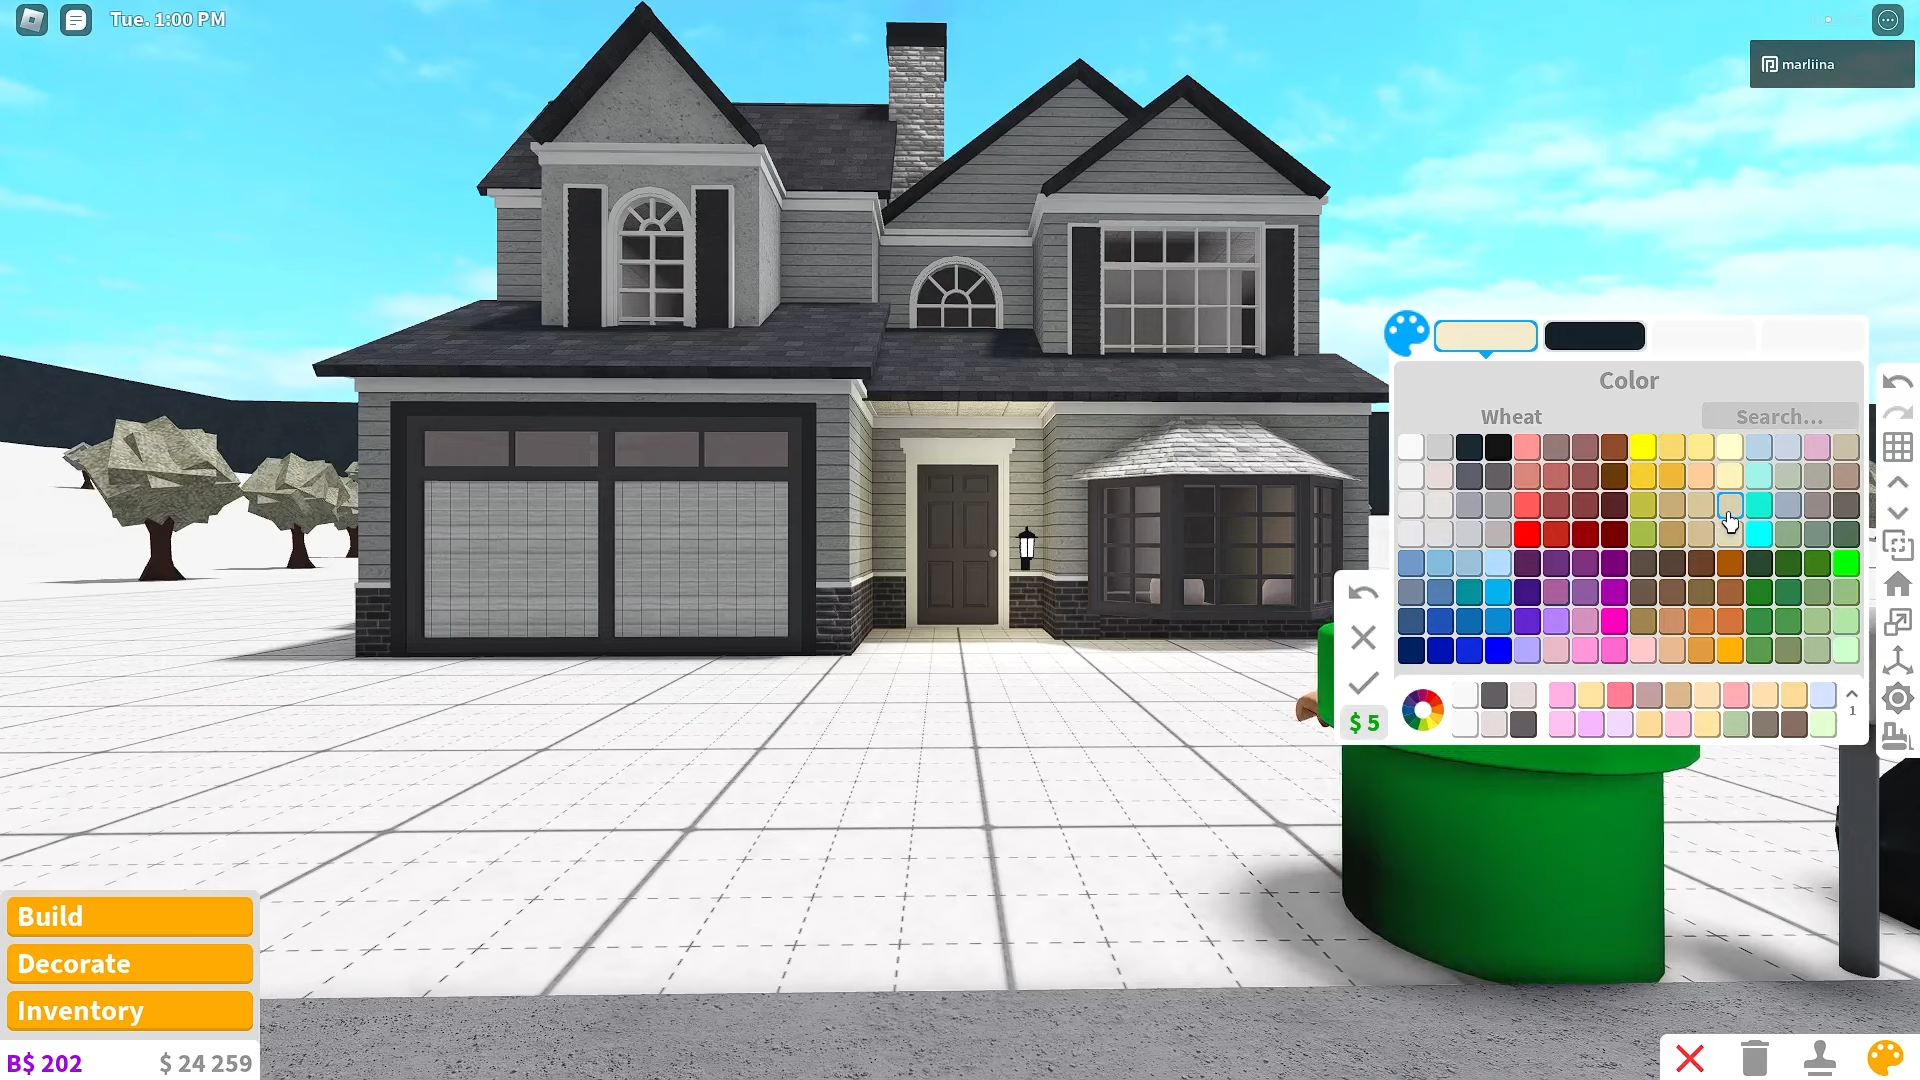 Tue. 1:00 PM
marliina
Color
Wheat
Search...
1
$ 5
Build
Decorate
Inventory
B$ 202
$ 24 259